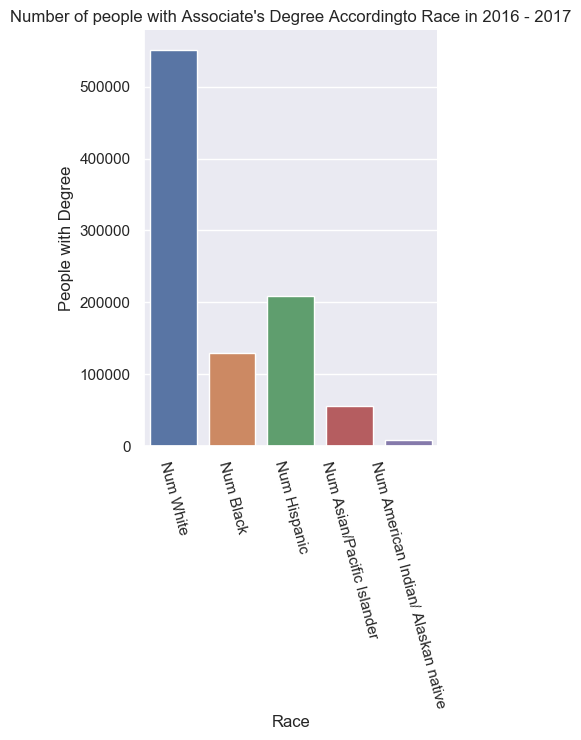 Number of people with Associate's Degree Accordingto Race in 2016 - 2017
People with Degree
500000
400000
300000
200000
100000
0
Num White
Num Black
Num Hispanic
Num Asian/Pacific Islander
Num American Indian/ Alaskan native
Race